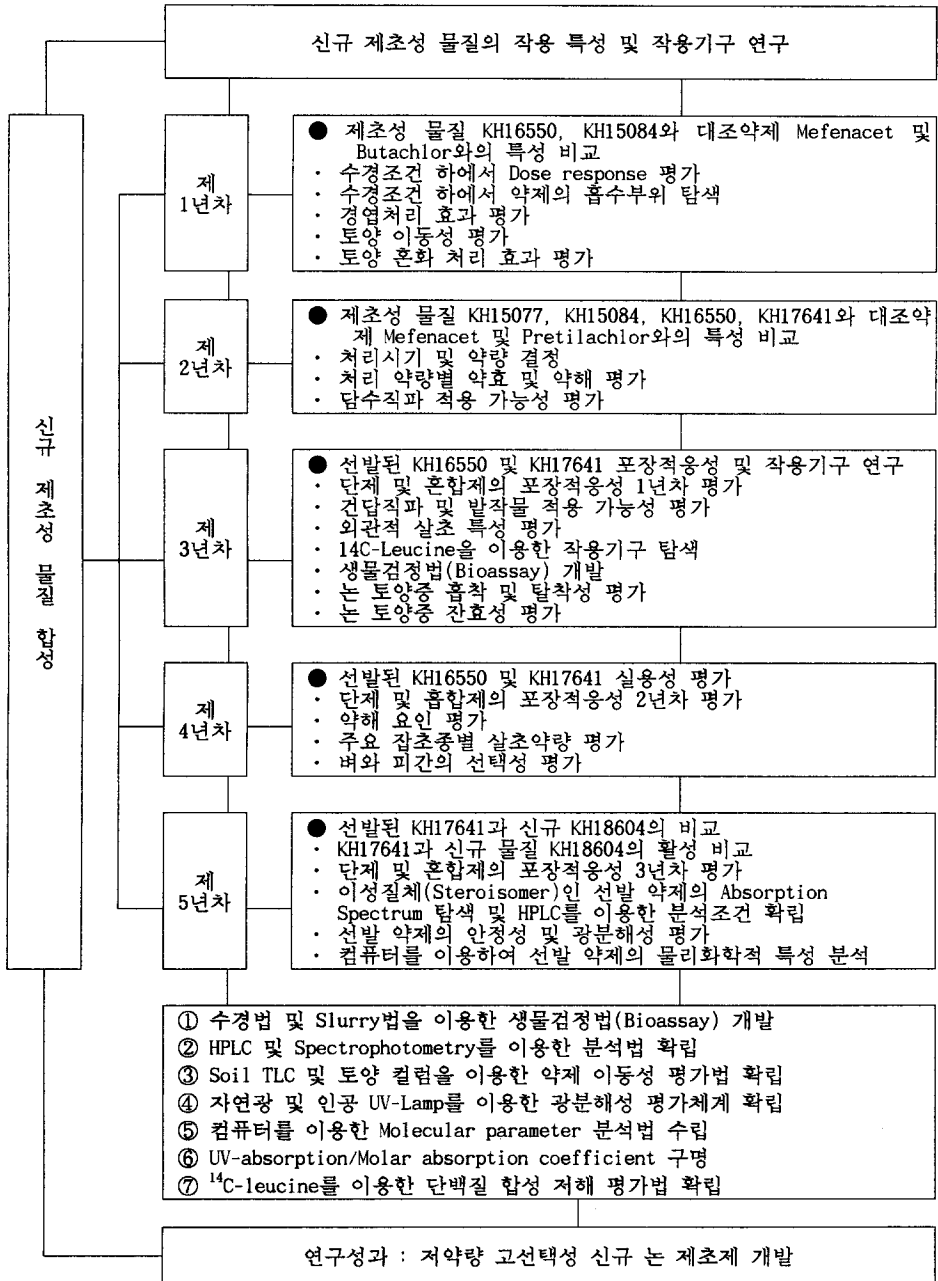 신규 제초성 물질의 작용 특성 및 작용기구 연구
신규 제초성 물질 합성
제
1년차
● 제초성 물질 KH16550, KH15084와 대조약제 Mefenacet 및
Butachlor와의 특성 비교
· 수경조건 하에서 Dose response 평가
· 수경조건 하에서 약제의 흡수부위 탐색
· 경엽처리 효과 평가
· 토양 이동성 평가
· 토양 혼화 처리 효과 평가
제
2년차
● 제초성 물질 KH15077, KH15084, KH16550, KH17641와 대조약
제 Mefenacet 및 Pretilachlor와의 특성 비교
· 처리시기 및 약량 결정
· 처리 약량별 약효 및 약해 평가
· 담수직파 적용 가능성 평가
제
3년차
● 선발된 KH16550 및 KH17641 포장적응성 및 작용기구 연구
· 단제 및 혼합제의 포장적응성 1년차 평가
· 건답직파 및 밭작물 적용 가능성 평가
· 외관적 살초 특성 평가
· 14C-Leucine을 이용한 작용기구 탐색
· 생물검정법(Bioassay) 개발
· 논 토양중 흡착 및 탈착성 평가
· 논 토양중 잔효성 평가
제
4년차
● 선발된 KH16550 및 KH17641 실용성 평가
· 단제 및 흡합제의 포장적응성 2년차 평가
· 약해 요인 평가
· 주요 잡초종별 살초약량 평가
· 벼와 피간의 선택성 평가
제
5년차
● 선발된 KH17641과 신규 KH18604의 비교
· KH17641과 신규 물질 KH18604의 활성 비교
· 단제 및 혼합제의 포장적응성 3년차 평가
· 이성질체(Steroisomer)인 선발 약제의 Absorption
Spectrum 탐색 및 HPLC를 이용한 분석조건 확립
· 선발 약제의 안정성 및 광분해성 평가
· 컴퓨터를 이용하여 선발 약제의 물리화학적 특성 분석
① 수경법 및 Slurry법을 이용한 생물검정법(Bioassay) 개발
② HPLC 및 Spectrophotometry를 이용한 분석법 확립
③ Soil TLC 및 토양 컬럼을 이용한 약제 이동성 평가법 확립
④ 자연광 및 인공 UV-Lamp를 이용한 광분해성 평가체계 확립
⑤ 컴퓨터를 이용한 Molecular parameter 분석법 수립
⑥ UV-absorption/Molar absorption coefficient 구명
⑦ ¹⁴C-leucine를 이용한 단백질 합성 저해 평가법 확립
연구성과 : 저약량 고선택성 신규 논 제초제 개발